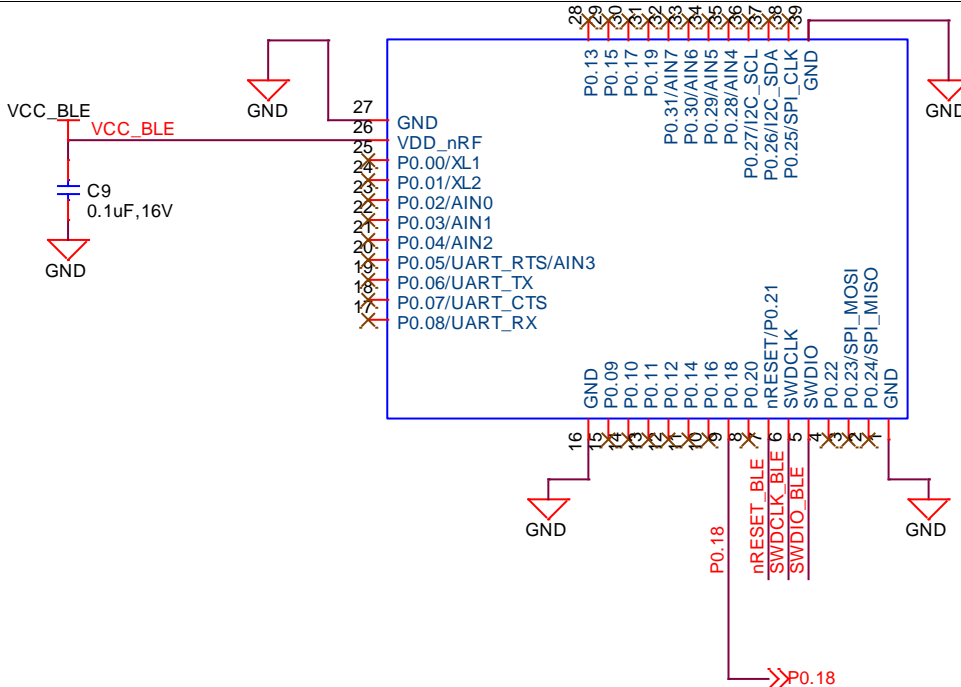 28
29
30
31
32
33
34
35
36
37
38
39
P0.13
P0.15
P0.17
P0.19
P0.31/AIN7
P0.30/AIN6
P0.29/AIN5
P0.28/AIN4
P0.27/I2C_SCL
P0.26/I2C_SDA
P0.25/SPI_CLK
GND
GND
GND
VCC_BLE
VCC_BLE
C9
0.1uF,16V
GND
27
GND
26
VDD_nRF
25
P0.00/XL1
24
P0.01/XL2
23
P0.02/AIN0
22
P0.03/AIN1
21
P0.04/AIN2
20
P0.05/UART_RTS/AIN3
19
P0.06/UART_TX
18
P0.07/UART_CTS
17
P0.08/UART_RX
GND
P0.09
P0.10
P0.11
P0.12
P0.14
P0.16
P0.18
P0.20
nRESET/P0.21
SWDCLK
SWDIO
P0.22
P0.23/SPI_MOSI
P0.24/SPI_MISO
GND
16
15
14
13
12
11
10
9
8
7
6
5
4
3
2
1
GND
P0.18
nRESET_BLE
SWDCLK_BLE
SWDIO_BLE
GND
P0.18